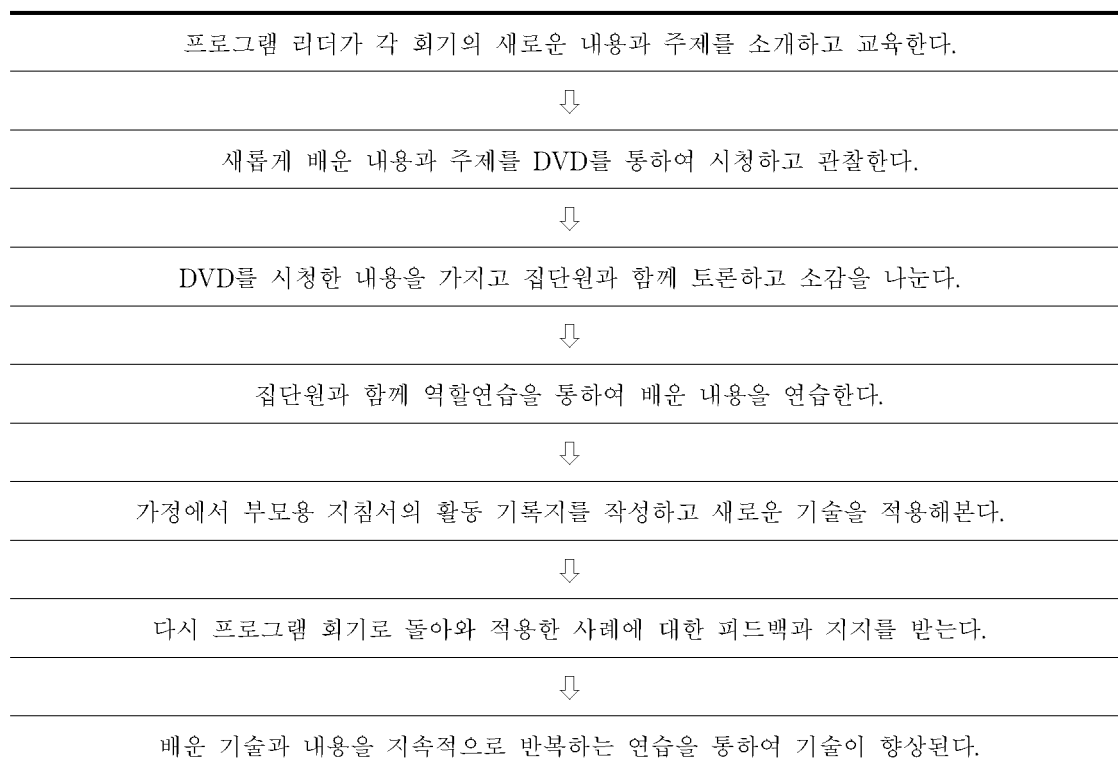 프로그램 리더가 각 회기의 새로운 내용과 주제를 소개하고 교육한다.
⇩
새롭게 배운 내용과 주제를 DVD를 통하여 시청하고 관찰한다.
⇩
DVD를 시청한 내용을 가지고 집단원과 함께 토론하고 소감을 나눈다.
⇩
집단원과 함께 역할연습을 통하여 배운 내용을 연습한다.
⇩
가정에서 부모용 지침서의 활동 기록지를 작성하고 새로운 기술을 적용해본다.
⇩
다시 프로그램 회기로 돌아와 적용한 사례에 대한 피드백과 지지를 받는다.
⇩
배운 기술과 내용을 지속적으로 반복하는 연습을 통하여 기술이 향상된다.